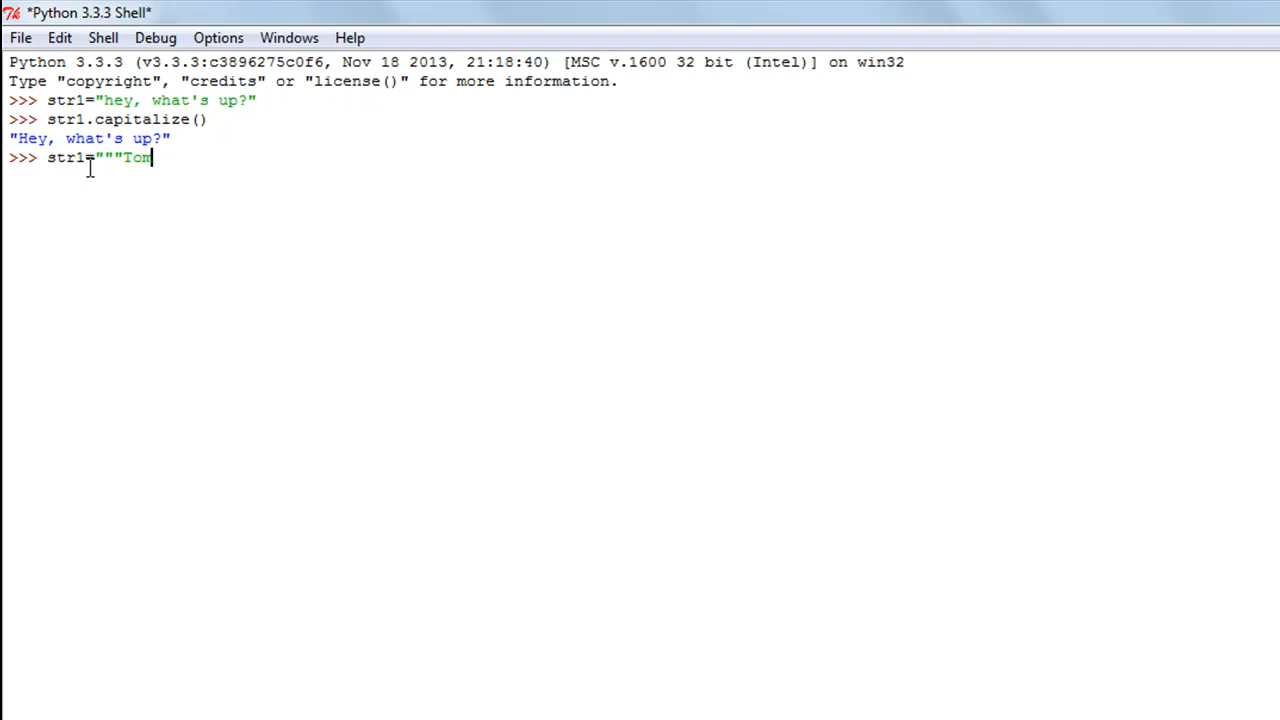 *Python 3.3.3 Shell*
File Edit Shell Debug Options Windows Help
Python 3.3.3 (v3.3.3:c3896275c0f6, Nov 18 2013, 21:18:40) [MSC v.1600 32 bit (Intel)] on win32
Type "copyright", "credits" or "license()" for more information.
>>> str1="hey, what's up?"
>>> str1.capitalize()
"Hey, what's up?"
>>> str1="""Tom